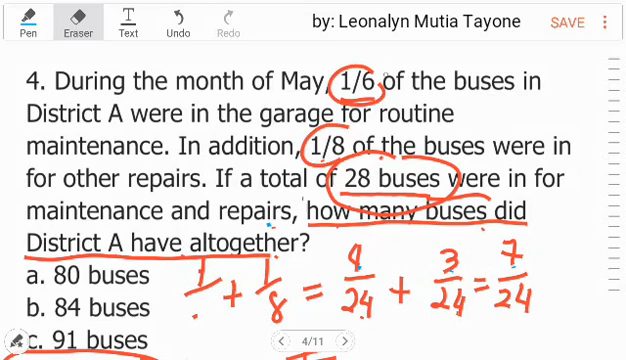 by: Leonalyn Mutia Tayone
SAVE
Pen
Eraser
Text
Undo
Redo
4. During the month of May, 1/6 of the buses in
District A were in the garage for routine
maintenance. In addition, 1/8 of the buses were in
for other repairs. If a total of 28 buses were in for
maintenance and repairs, how many buses did
District A have altogether?
a. 80 buses
1/ + 1/8 = 4/24 + 3/24 = 7/24
b. 84 buses
c. 91 buses
4/11